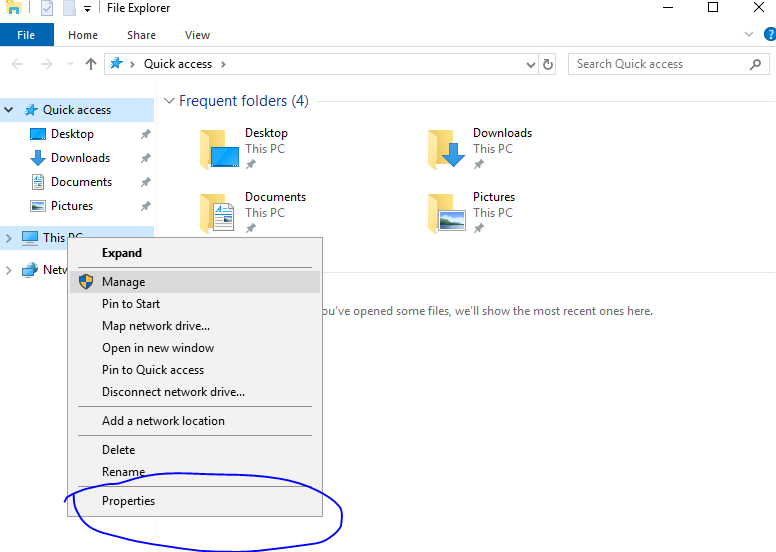 File Explorer
File
Home
Share
View
?
Quick access
Search Quick access
Quick access
Desktop
Downloads
Documents
Pictures
This PC
Netw
Frequent folders (4)
Desktop
This PC
Downloads
This PC
Documents
This PC
Pictures
This PC
you've opened some files, we'll show the most recent ones here.
Expand
Manage
Pin to Start
Map network drive...
Open in new window
Pin to Quick access
Disconnect network drive...
Add a network location
Delete
Rename
Properties